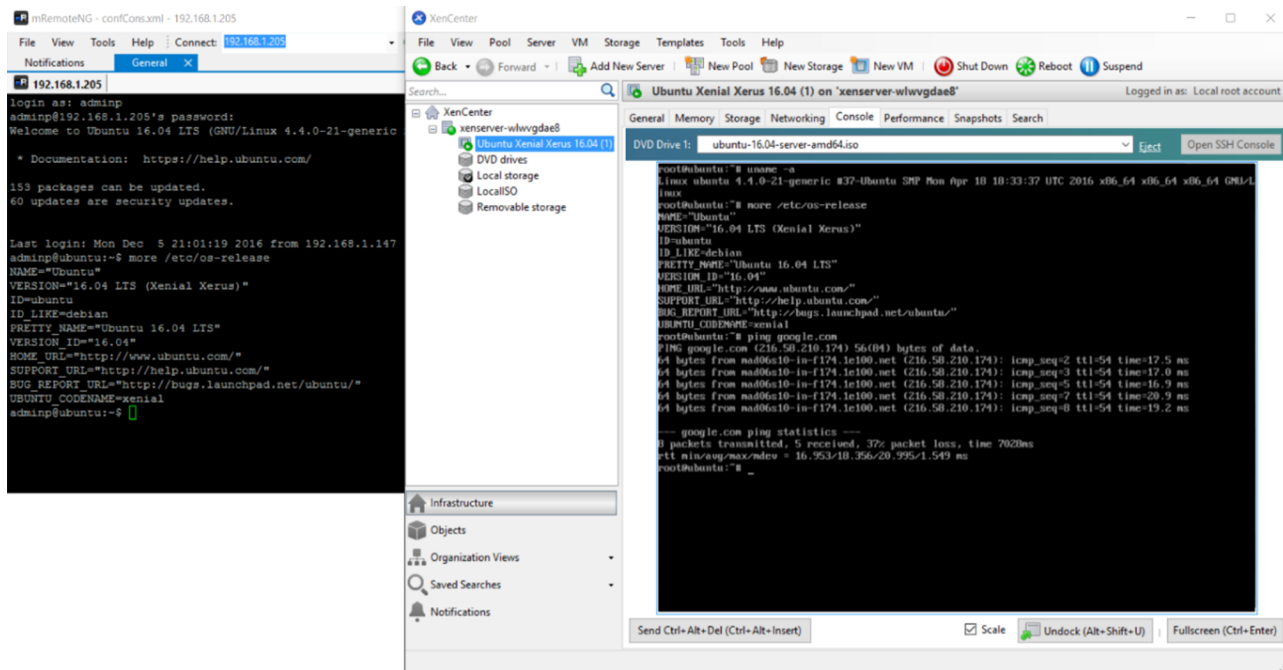 mRemoteNG - confCons.xml - 192.168.1.205
File View Tools Help Connect: 192.168.1.205
Notifications General X
192.168.1.205
login as: adminp
adminp@192.168.1.205's password:
Welcome to Ubuntu 16.04 LTS (GNU/Linux 4.4.0-21-generic
* Documentation: https://help.ubuntu.com/
153 packages can be updated.
60 updates are security updates.
Last login: Mon Dec 5 21:01:19 2016 from 192.168.1.147
adminp@ubuntu:~$ more /etc/os-release
NAME="Ubuntu"
VERSION="16.04 LTS (Xenial Xerus)"
ID=ubuntu
ID_LIKE=debian
PRETTY_NAME="Ubuntu 16.04 LTS"
VERSION_ID="16.04"
HOME_URL="http://www.ubuntu.com/"
SUPPORT_URL="http://help.ubuntu.com/"
BUG_REPORT_URL="http://bugs.launchpad.net/ubuntu/"
UBUNTU_CODENAME=xenial
adminp@ubuntu:~$
XenCenter
File View Pool Server VM Storage Templates Tools Help
Back Forward Add New Server New Pool New Storage New VM Shut Down Reboot Suspend
Search...
XenCenter
xenserver-wlwvgdae8
Ubuntu Xenial Xerus 16.04 (1)
DVD drives
Local storage
LocalISO
Removable storage
Infrastructure
Objects
Organization Views
Saved Searches
Notifications
Ubuntu Xenial Xerus 16.04 (1) on 'xenserver-wlwvgdae8' Logged in as: Local root account
General Memory Storage Networking Console Performance Snapshots Search
DVD Drive 1: ubuntu-16.04-server-amd64.iso Eject Open SSH Console
root@ubuntu:~# uname -a
Linux ubuntu 4.4.0-21-generic #37-Ubuntu SMP Mon Apr 18 18:33:37 UTC 2016 x86_64 x86_64 x86_64 GNU/L
inux
root@ubuntu:~# more /etc/os-release
NAME="Ubuntu"
VERSION="16.04 LTS (Xenial Xerus)"
ID=ubuntu
ID_LIKE=debian
PRETTY_NAME="Ubuntu 16.04 LTS"
VERSION_ID="16.04"
HOME_URL="http://www.ubuntu.com/"
SUPPORT_URL="http://help.ubuntu.com/"
BUG_REPORT_URL="http://bugs.launchpad.net/ubuntu/"
UBUNTU_CODENAME=xenial
root@ubuntu:~# ping google.com
PING google.com (216.58.210.174) 56(84) bytes of data.
64 bytes from mad06s10-in-f174.1e100.net (216.58.210.174): icmp_seq=2 ttl=54 time=17.5 ms
64 bytes from mad06s10-in-f174.1e100.net (216.58.210.174): icmp_seq=3 ttl=54 time=17.0 ms
64 bytes from mad06s10-in-f174.1e100.net (216.58.210.174): icmp_seq=5 ttl=54 time=16.9 ms
64 bytes from mad06s10-in-f174.1e100.net (216.58.210.174): icmp_seq=7 ttl=54 time=20.9 ms
64 bytes from mad06s10-in-f174.1e100.net (216.58.210.174): icmp_seq=8 ttl=54 time=19.2 ms
--- google.com ping statistics ---
8 packets transmitted, 5 received, 37% packet loss, time 7028ms
rtt min/avg/max/mdev = 16.953/18.356/20.995/1.549 ms
root@ubuntu:~# _
Send Ctrl+Alt+Del (Ctrl+Alt+Insert) Scale Undock (Alt+Shift+U) Fullscreen (Ctrl+Enter)